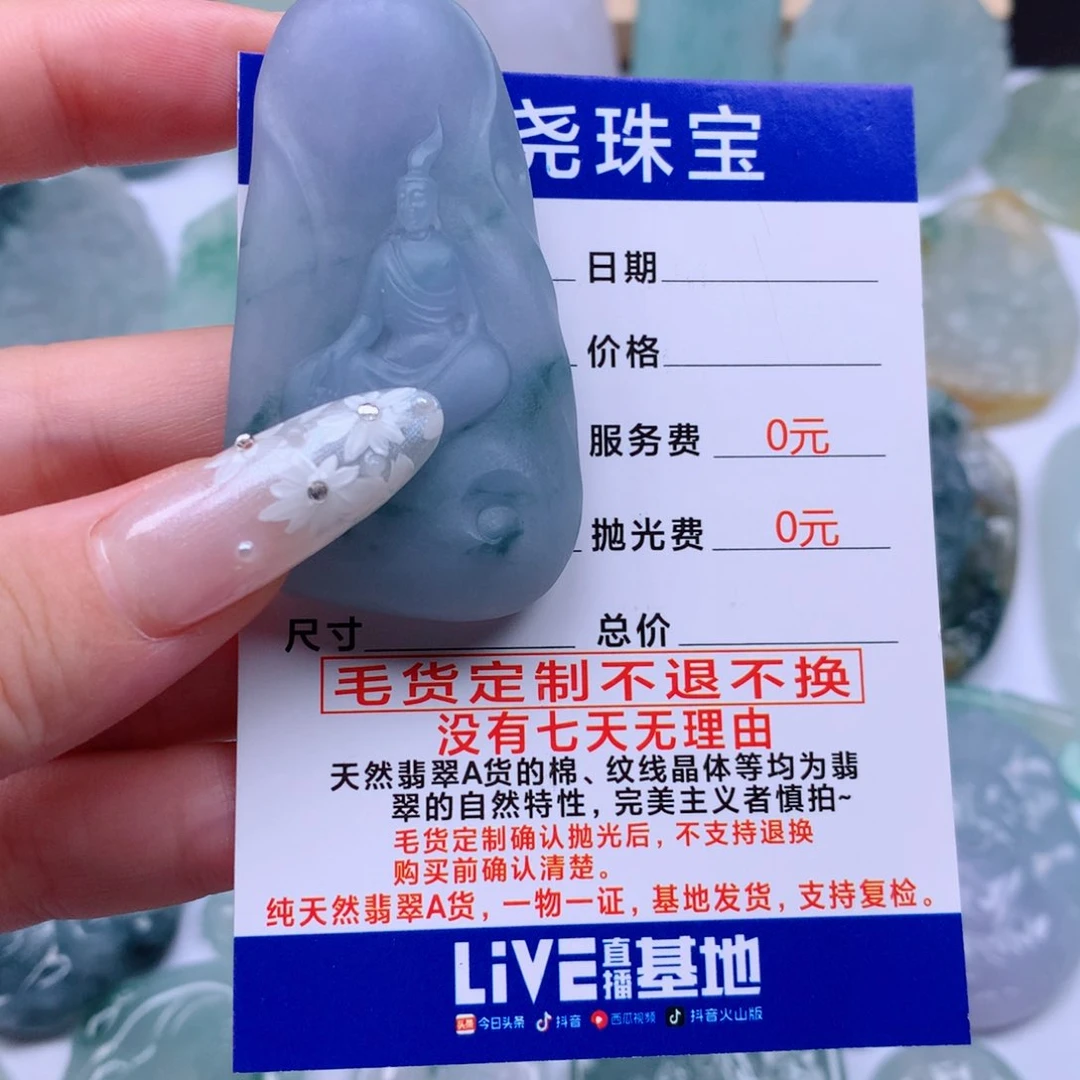 尧珠宝
日期
价格
服务费 0元
抛光费 0元
尺寸 总价
毛货定制不退不换
没有七天无理由
天然翡翠A货的棉、纹线晶体等均为翡
翠的自然特性，完美主义者慎拍~
毛货定制确认抛光后，不支持退换
购买前确认清楚。
纯天然翡翠A货，一物一证，基地发货，支持复检。
LiVE直播基地
头条 今日头条 抖音 西瓜视频 抖音火山版